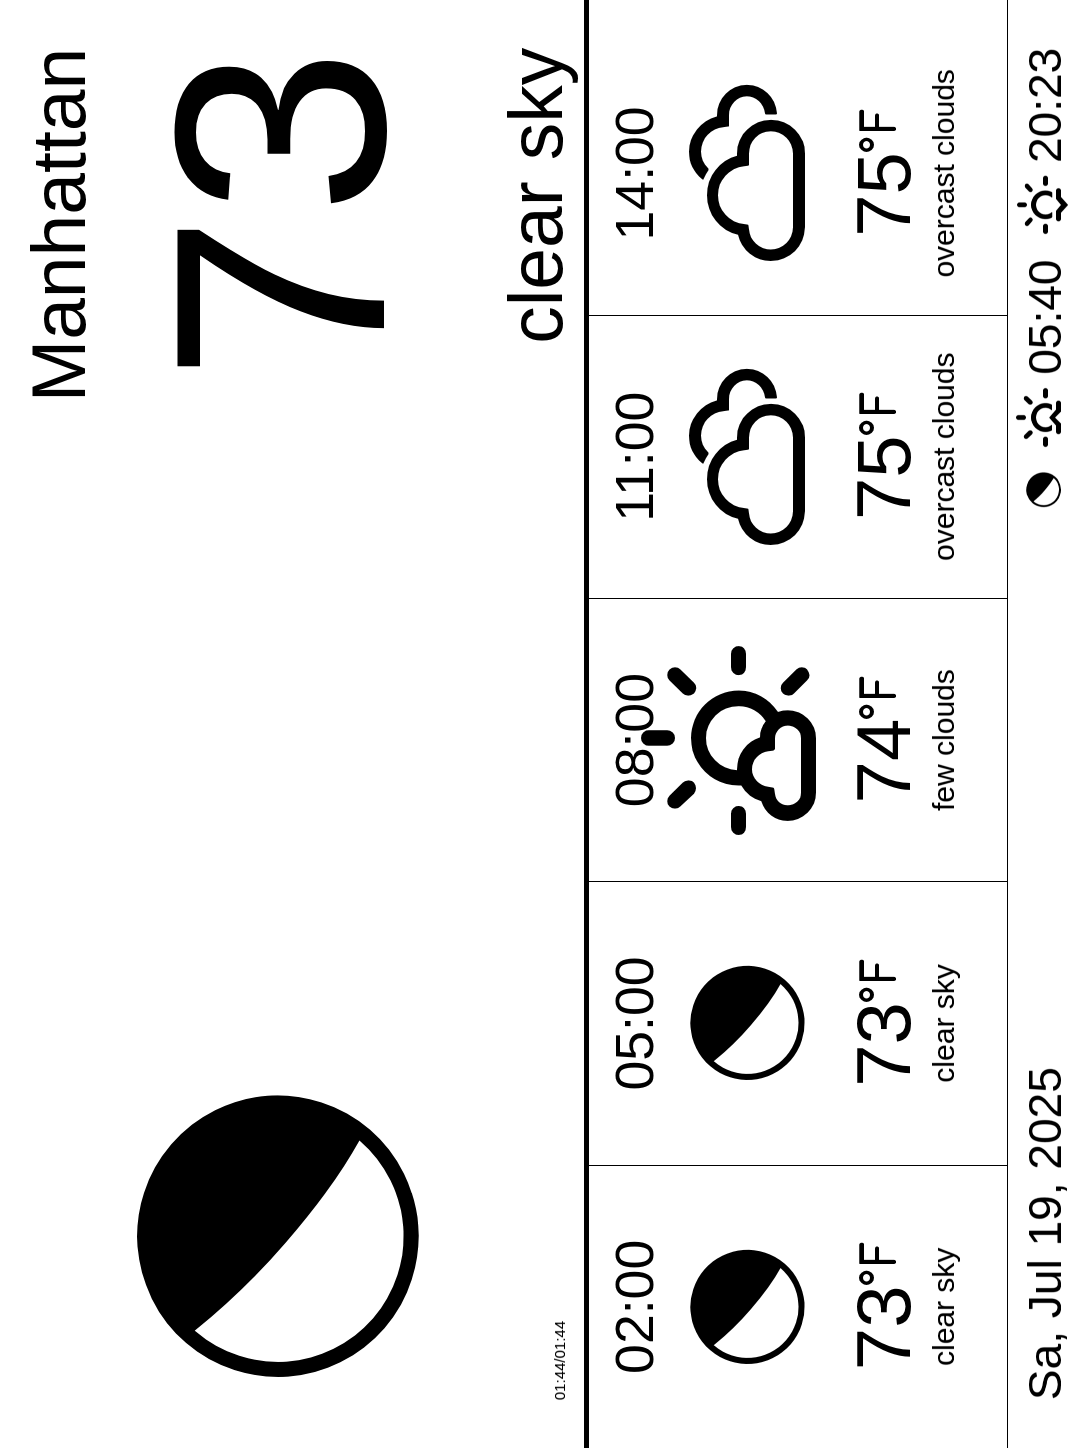 Manhattan
73
clear sky
01:44/01:44
02:00
73°F
clear sky
05:00
73°F
clear sky
08:00
74°F
few clouds
11:00
75°F
overcast clouds
14:00
75°F
overcast clouds
Sa, Jul 19, 2025
05:40 20:23